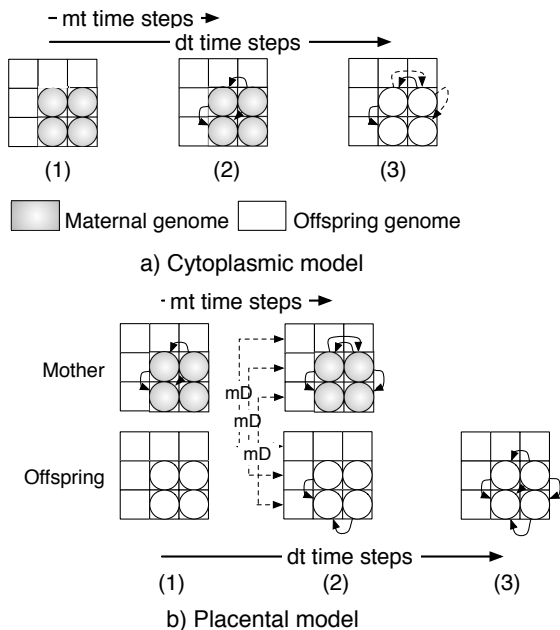 mt time steps
dt time steps
(1) (2) (3)
Maternal genome Offspring genome
a) Cytoplasmic model
mt time steps
Mother
mD
mD
mD
Offspring
dt time steps
(1) (2) (3)
b) Placental model